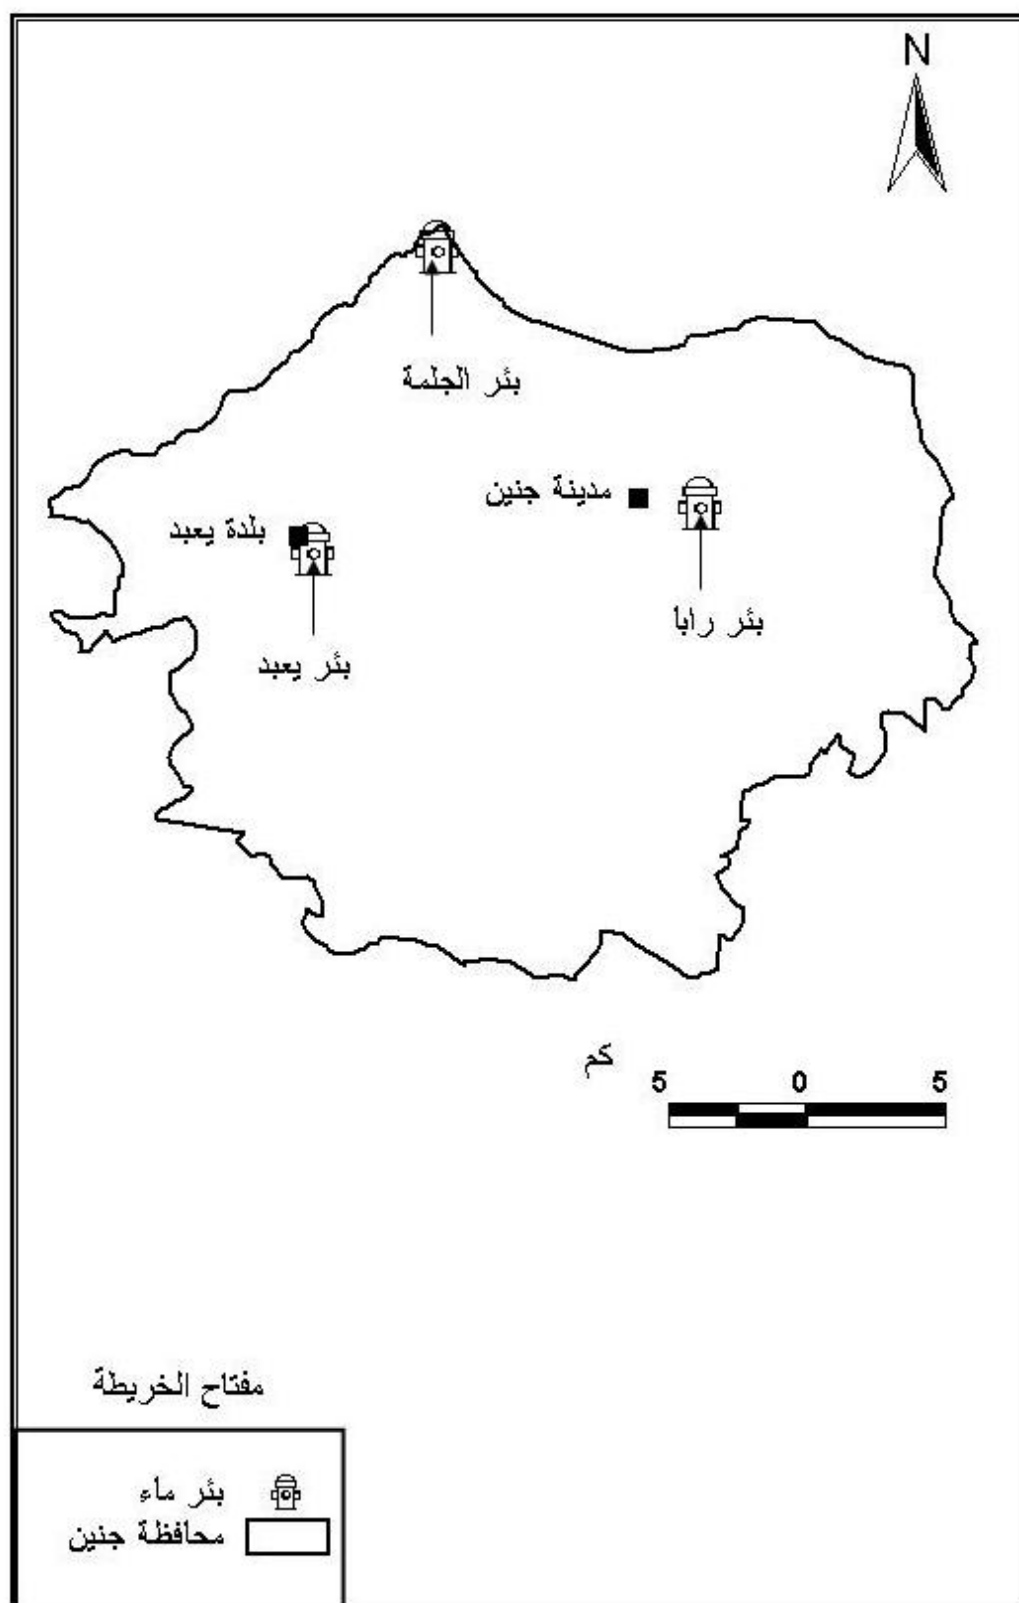 N
بئر الجلمة
مدينة جنين
بلدة يعبد
بئر رابا
بئر يعبد
كم
5 0 5
مفتاح الخريطة
بئر ماء
محافظة جنين